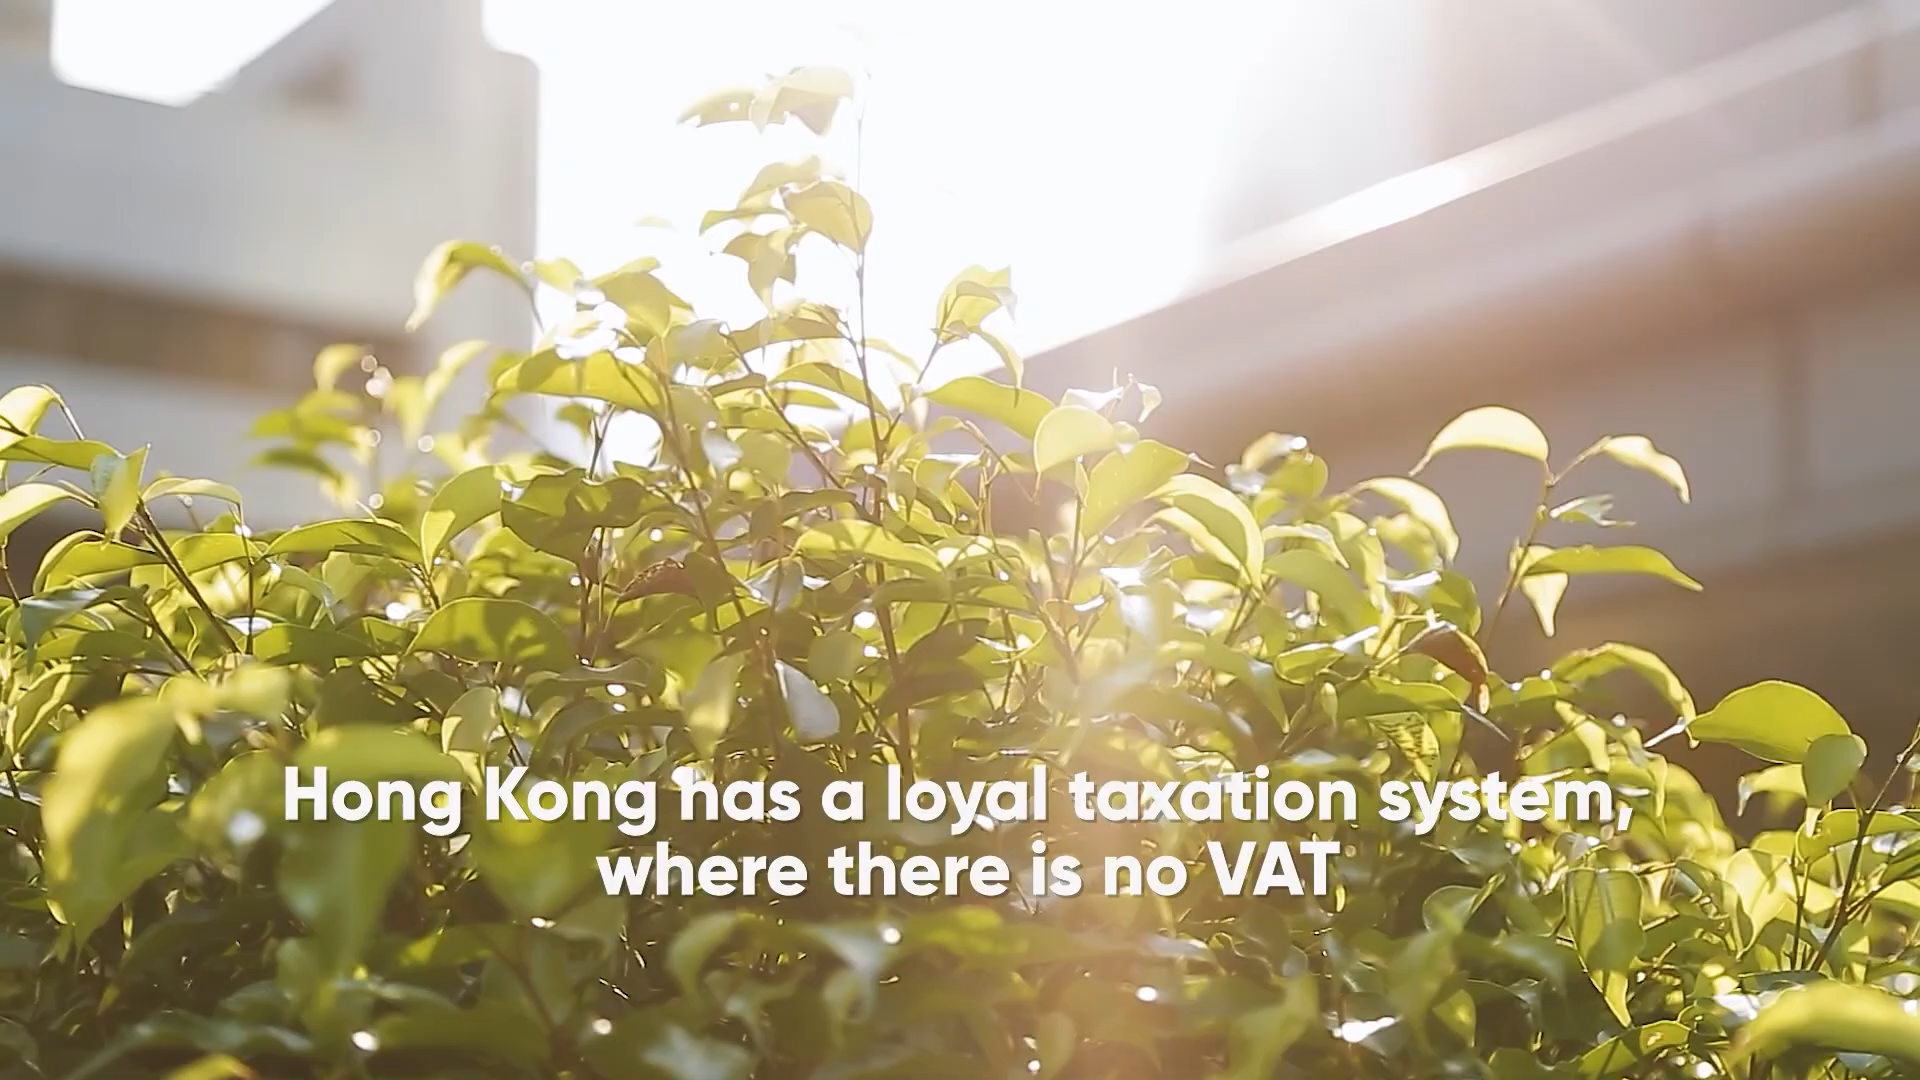 Hong Kong has a loyal taxation system,
where there is no VAT